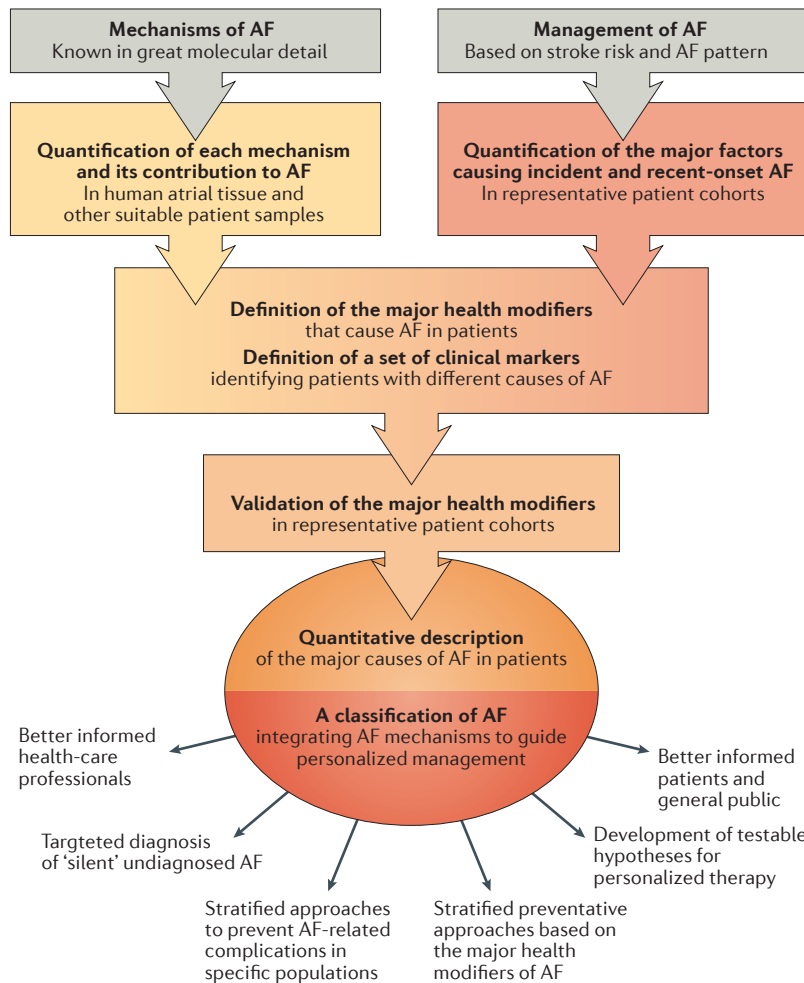 Mechanisms of AF
Known in great molecular detail
Management of AF
Based on stroke risk and AF pattern
Quantification of each mechanism
and its contribution to AF
In human atrial tissue and
other suitable patient samples
Quantification of the major factors
causing incident and recent-onset AF
In representative patient cohorts
Definition of the major health modifiers
that cause AF in patients
Definition of a set of clinical markers
identifying patients with different causes of AF
Validation of the major health modifiers
in representative patient cohorts
Quantitative description
of the major causes of AF in patients
A classification of AF
integrating AF mechanisms to guide
personalized management
Better informed
health-care
professionals
Targteted diagnosis
of ‘silent’ undiagnosed AF
Stratified approaches
to prevent AF-related
complications in
specific populations
Stratified preventative
approaches based on
the major health
modifiers of AF
Development of testable
hypotheses for
personalized therapy
Better informed
patients and
general public